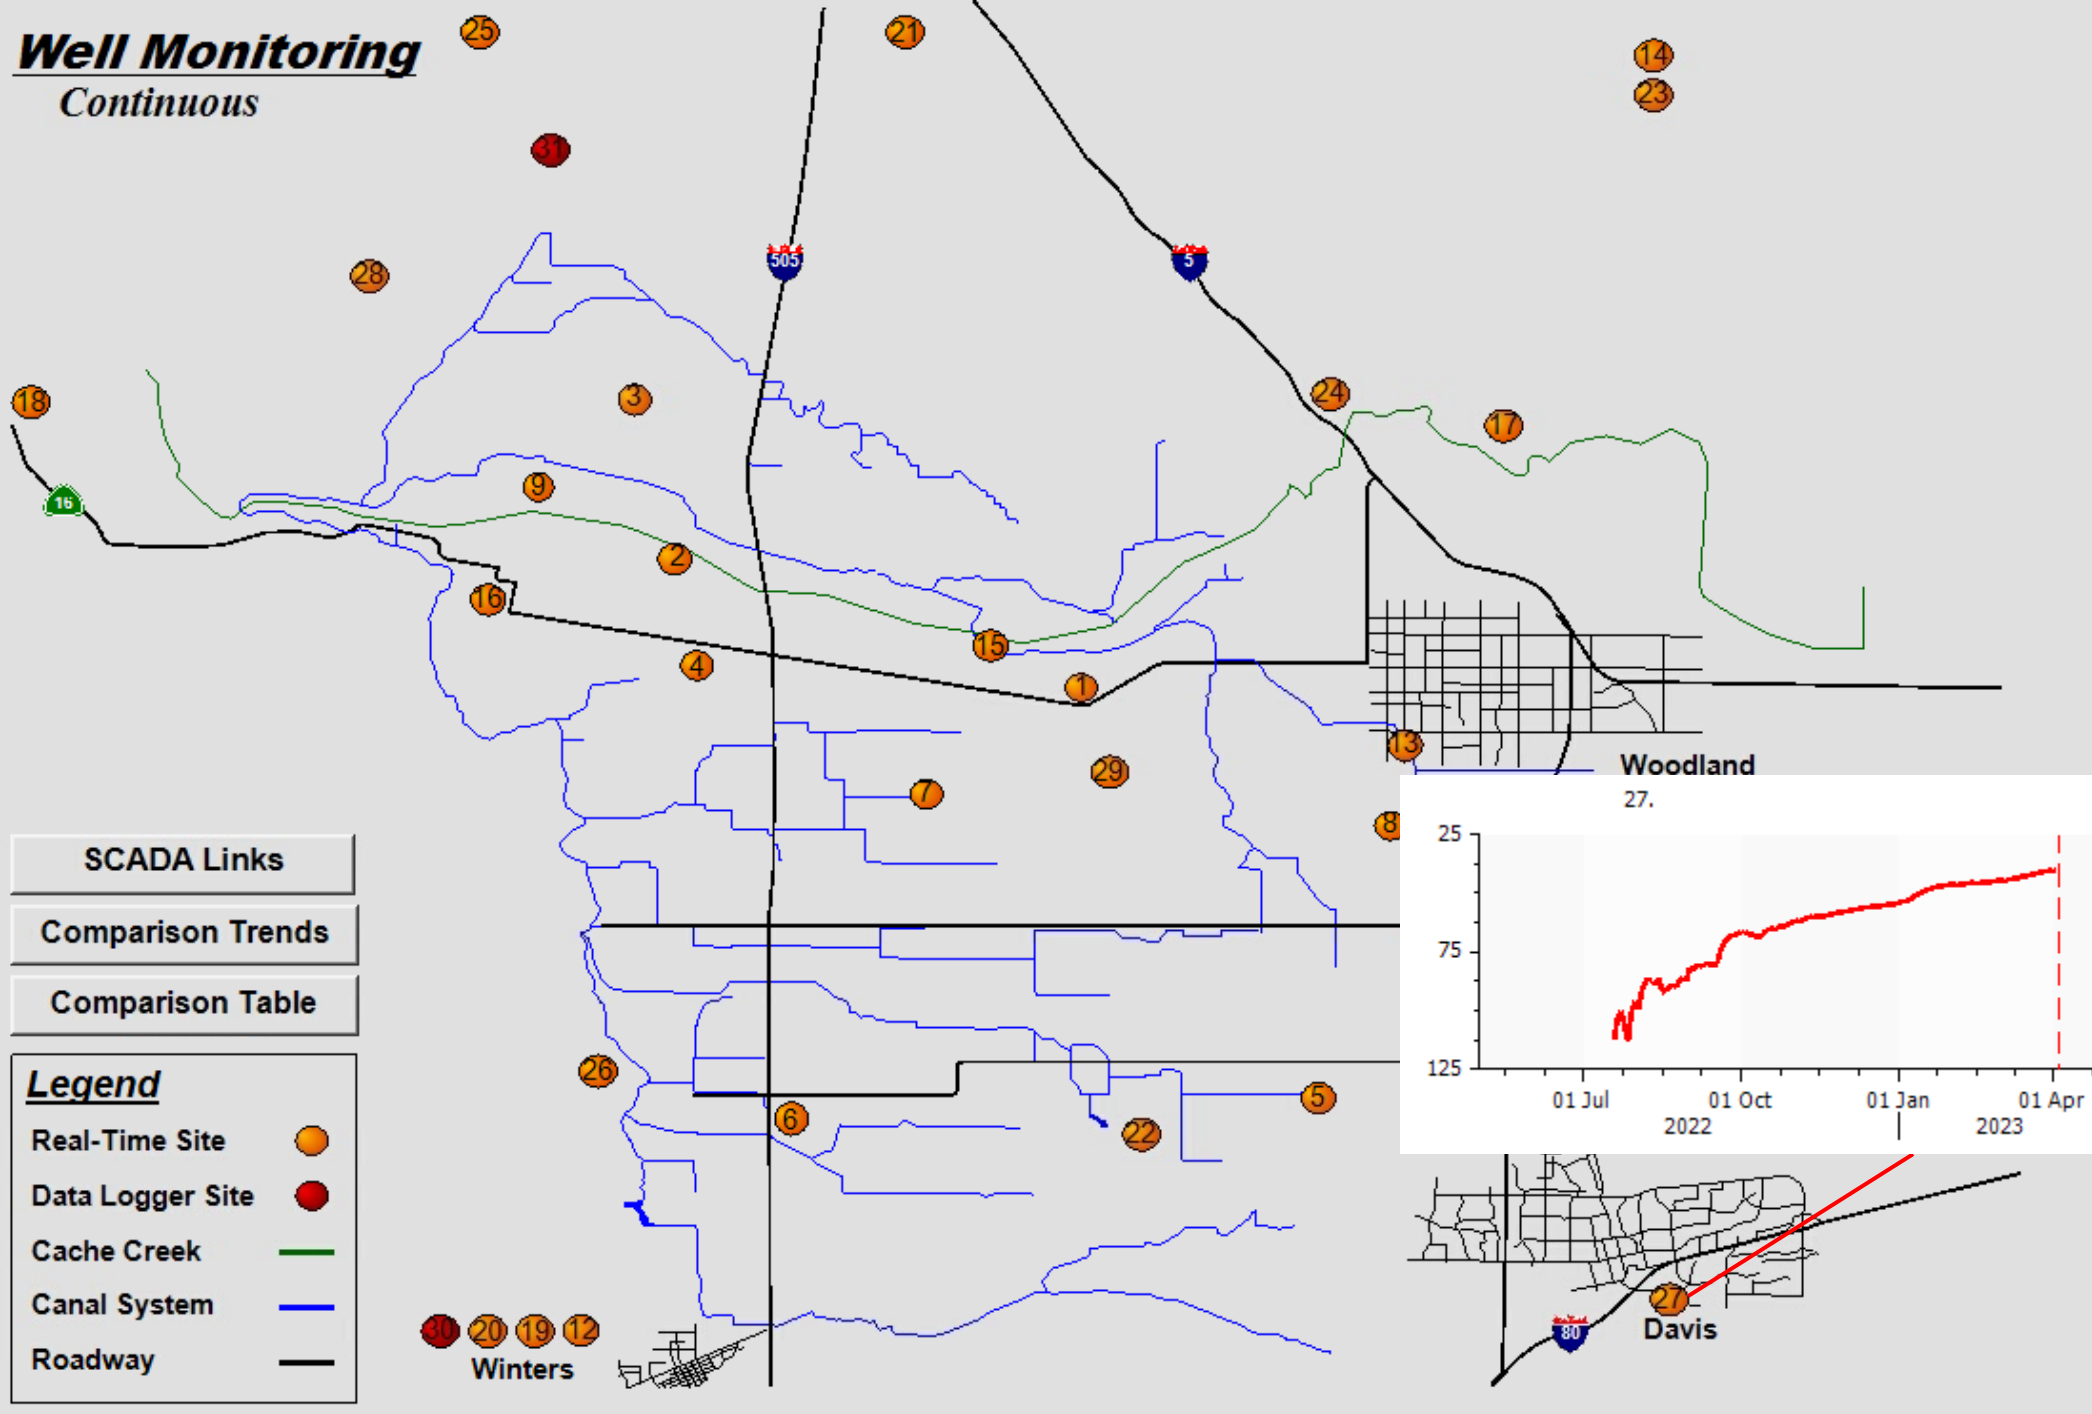 Well Monitoring
Continuous
25
21
14
23
31
505
5
28
18
3
24
17
16
9
2
16
15
4
1
13
29
Woodland
7
8
27.
25
75
125
01 Jul
01 Oct
01 Jan
01 Apr
2022
2023
SCADA Links
Comparison Trends
Comparison Table
Legend
Real-Time Site
Data Logger Site
Cache Creek
Canal System
Roadway
26
6
5
22
30 20 19 12
Winters
27
80
Davis